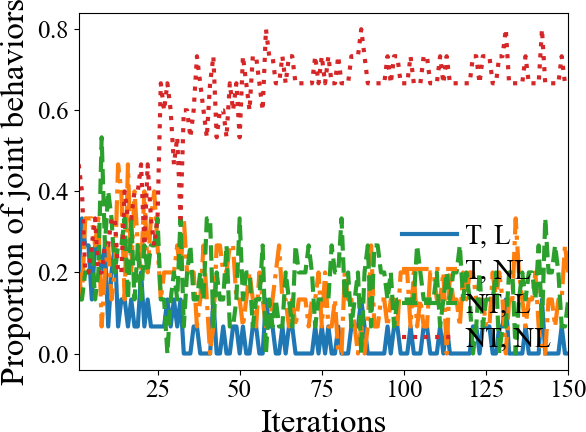 Proportion of joint behaviors
0.8
0.6
0.4
0.2
0.0
T, L
T, NL
NT, L
NT, NL
25 50 75 100 125 150
Iterations